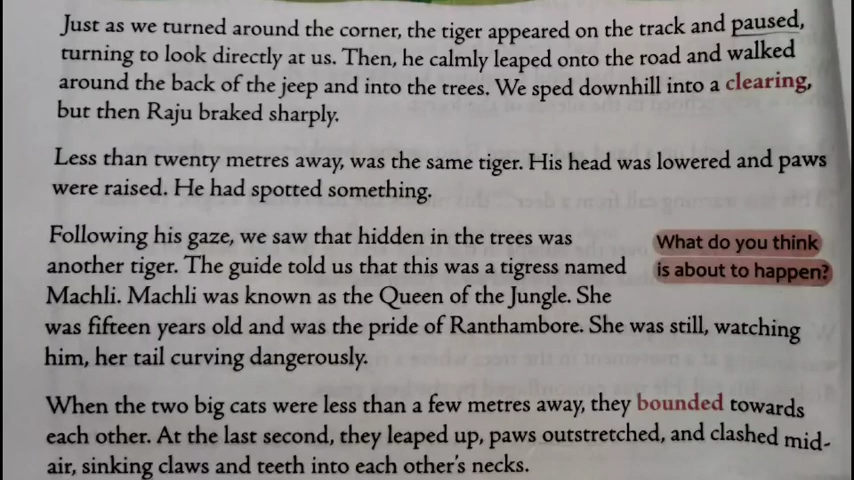 Just as we turned around the corner, the tiger appeared on the track and paused,
turning to look directly at us. Then, he calmly leaped onto the road and walked
around the back of the jeep and into the trees. We sped downhill into a clearing,
but then Raju braked sharply.
Less than twenty metres away, was the same tiger. His head was lowered and paws
were raised. He had spotted something.
Following his gaze, we saw that hidden in the trees was
another tiger. The guide told us that this was a tigress named
Machli. Machli was known as the Queen of the Jungle. She
was fifteen years old and was the pride of Ranthambore. She was still, watching
him, her tail curving dangerously.
What do you think
is about to happen?
When the two big cats were less than a few metres away, they bounded towards
each other. At the last second, they leaped up, paws outstretched, and clashed mid-
air, sinking claws and teeth into each other's necks.